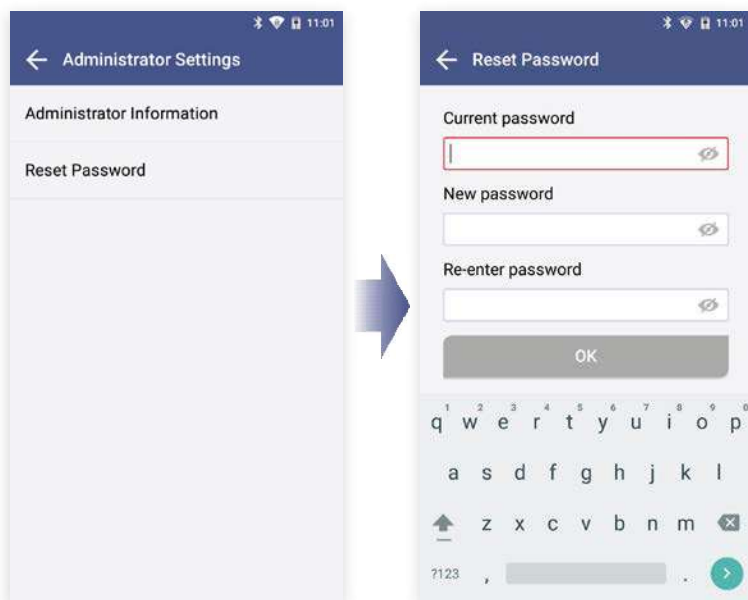 11:01
Administrator Settings
Administrator Information
Reset Password
11:01
Reset Password
Current password
New password
Re-enter password
OK
1 2 3 4 5 6 7 8 9 0
q w e r t y u i o p
a s d f g h j k l
z x c v b n m
?123 , .